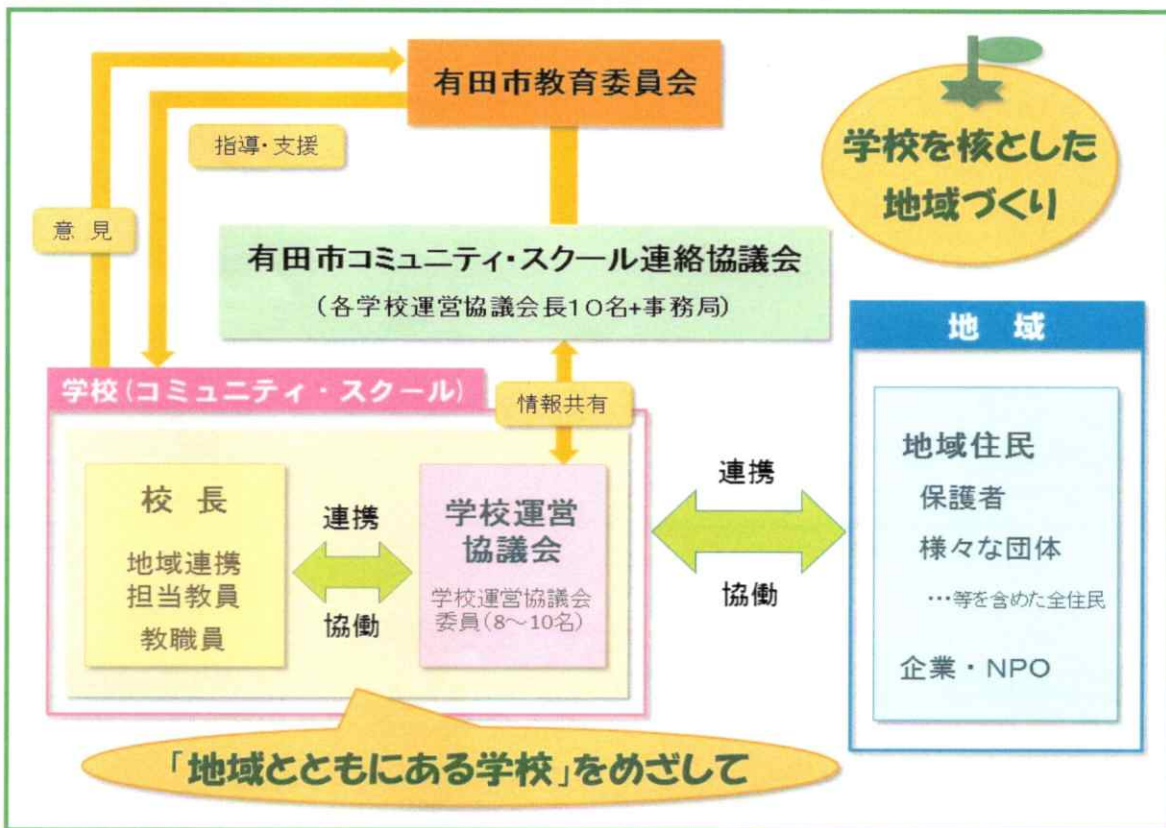 有田市教育委員会
学校を核とした
地域づくり
指導・支援
意 見
有田市コミュニティ・スクール連絡協議会
(各学校運営協議会長10名+事務局)
地 域
学校(コミュニティ・スクール)
情報共有
校 長
地域連携
担当教員
教職員
連携
協働
学校運営
協議会
学校運営協議会
委員(8～10名)
連携
協働
地域住民
保護者
様々な団体
…等を含めた全住民
企業・NPO
「地域とともにある学校」をめざして